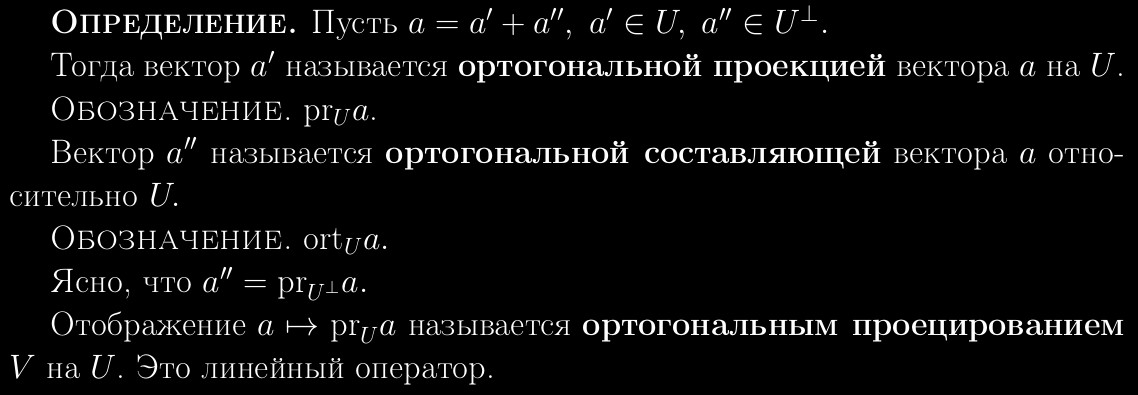 Определение. Пусть a = a′ + a″, a′ ∈ U, a″ ∈ U⊥.
Тогда вектор a′ называется ортогональной проекцией вектора a на U.
Обозначение. pr_U a.
Вектор a″ называется ортогональной составляющей вектора a отно-
сительно U.
Обозначение. ort_U a.
Ясно, что a″ = pr_{U⊥} a.
Отображение a ↦ pr_U a называется ортогональным проецированием
V на U. Это линейный оператор.